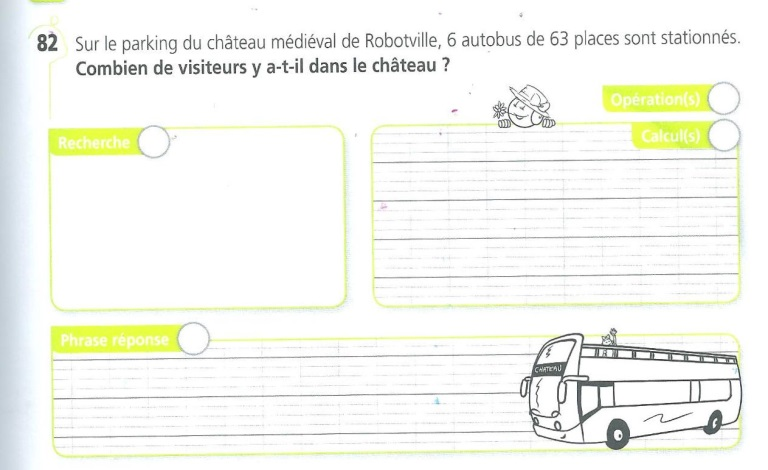 82 Sur le parking du château médiéval de Robotville, 6 autobus de 63 places sont stationnés.
Combien de visiteurs y a-t-il dans le château ?
Opération(s)
Recherche
Calcul(s)
Phrase réponse
CHATEAU